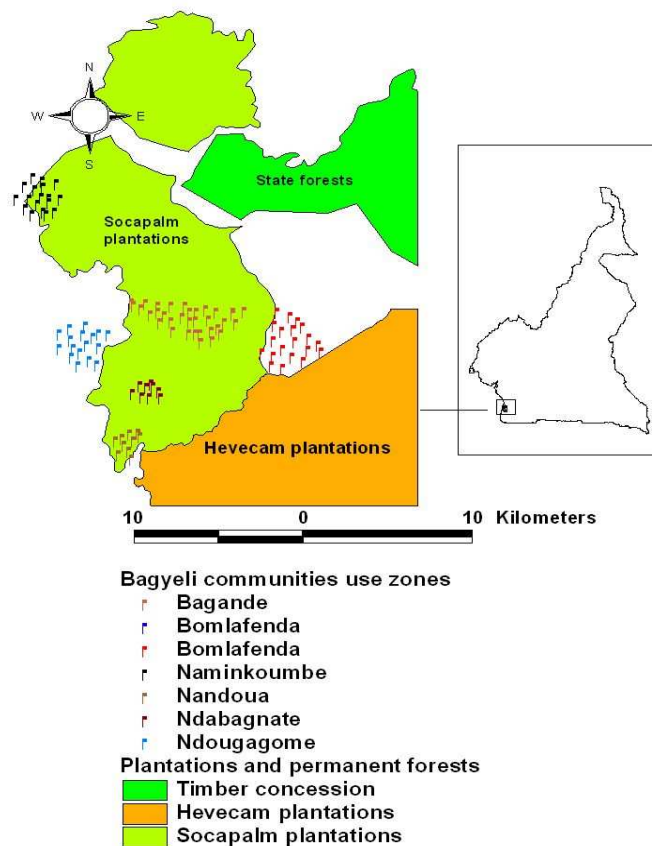 N
W E
S
State forests
Socapalm
plantations
Hevecam plantations
10 0 10 Kilometers
Bagyeli communities use zones
Bagande
Bomlafenda
Bomlafenda
Naminkoumbe
Nandoua
Ndabagnate
Ndougagome
Plantations and permanent forests
Timber concession
Hevecam plantations
Socapalm plantations